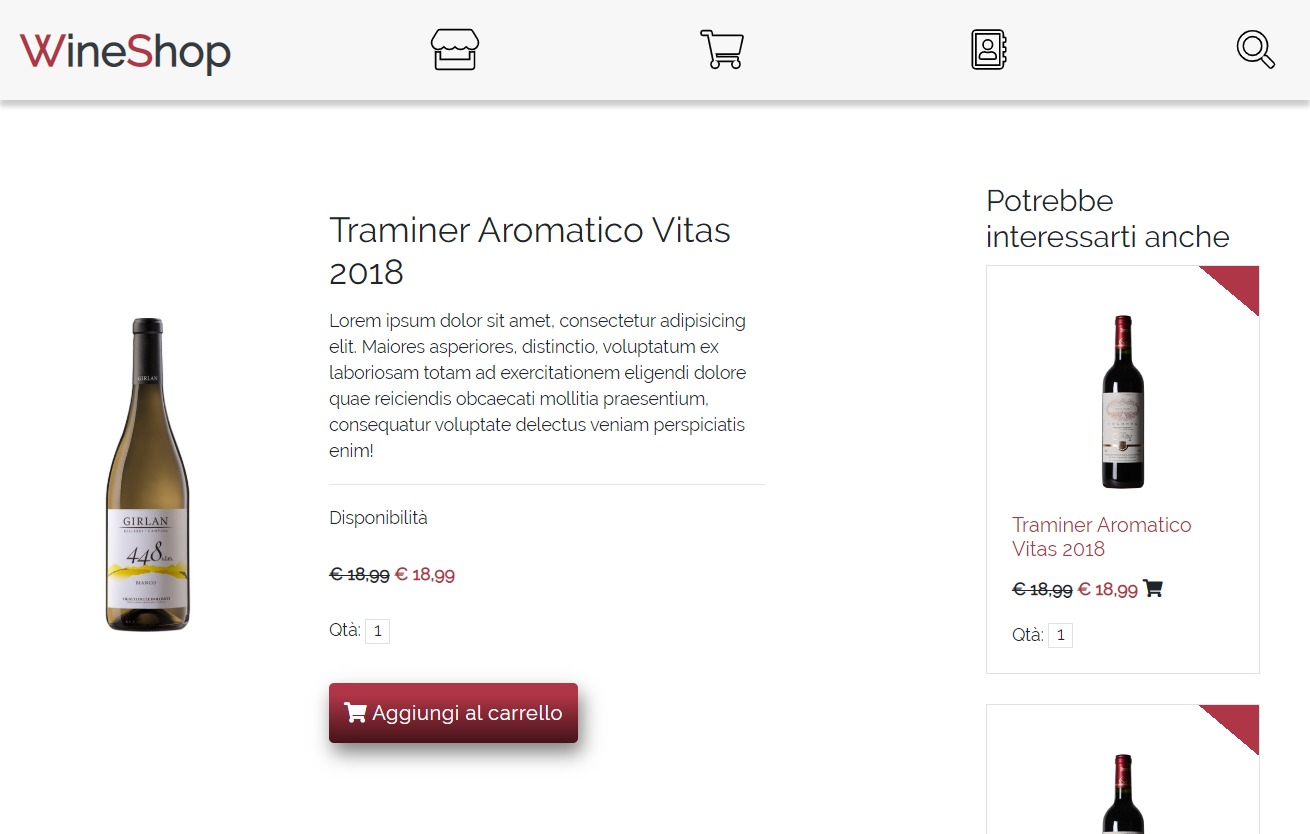 WineShop
Traminer Aromatico Vitas
2018
Lorem ipsum dolor sit amet, consectetur adipisicing
elit. Maiores asperiores, distinctio, voluptatum ex
laboriosam totam ad exercitationem eligendi dolore
quae reiciendis obcaecati mollitia praesentium,
consequatur voluptate delectus veniam perspiciatis
enim!
Disponibilità
€ 18,99 € 18,99
Qtà: 1
Aggiungi al carrello
GIRLAN
GIRLAN
448
BIANCO
Potrebbe
interessarti anche
Traminer Aromatico
Vitas 2018
€ 18,99 € 18,99
Qtà: 1